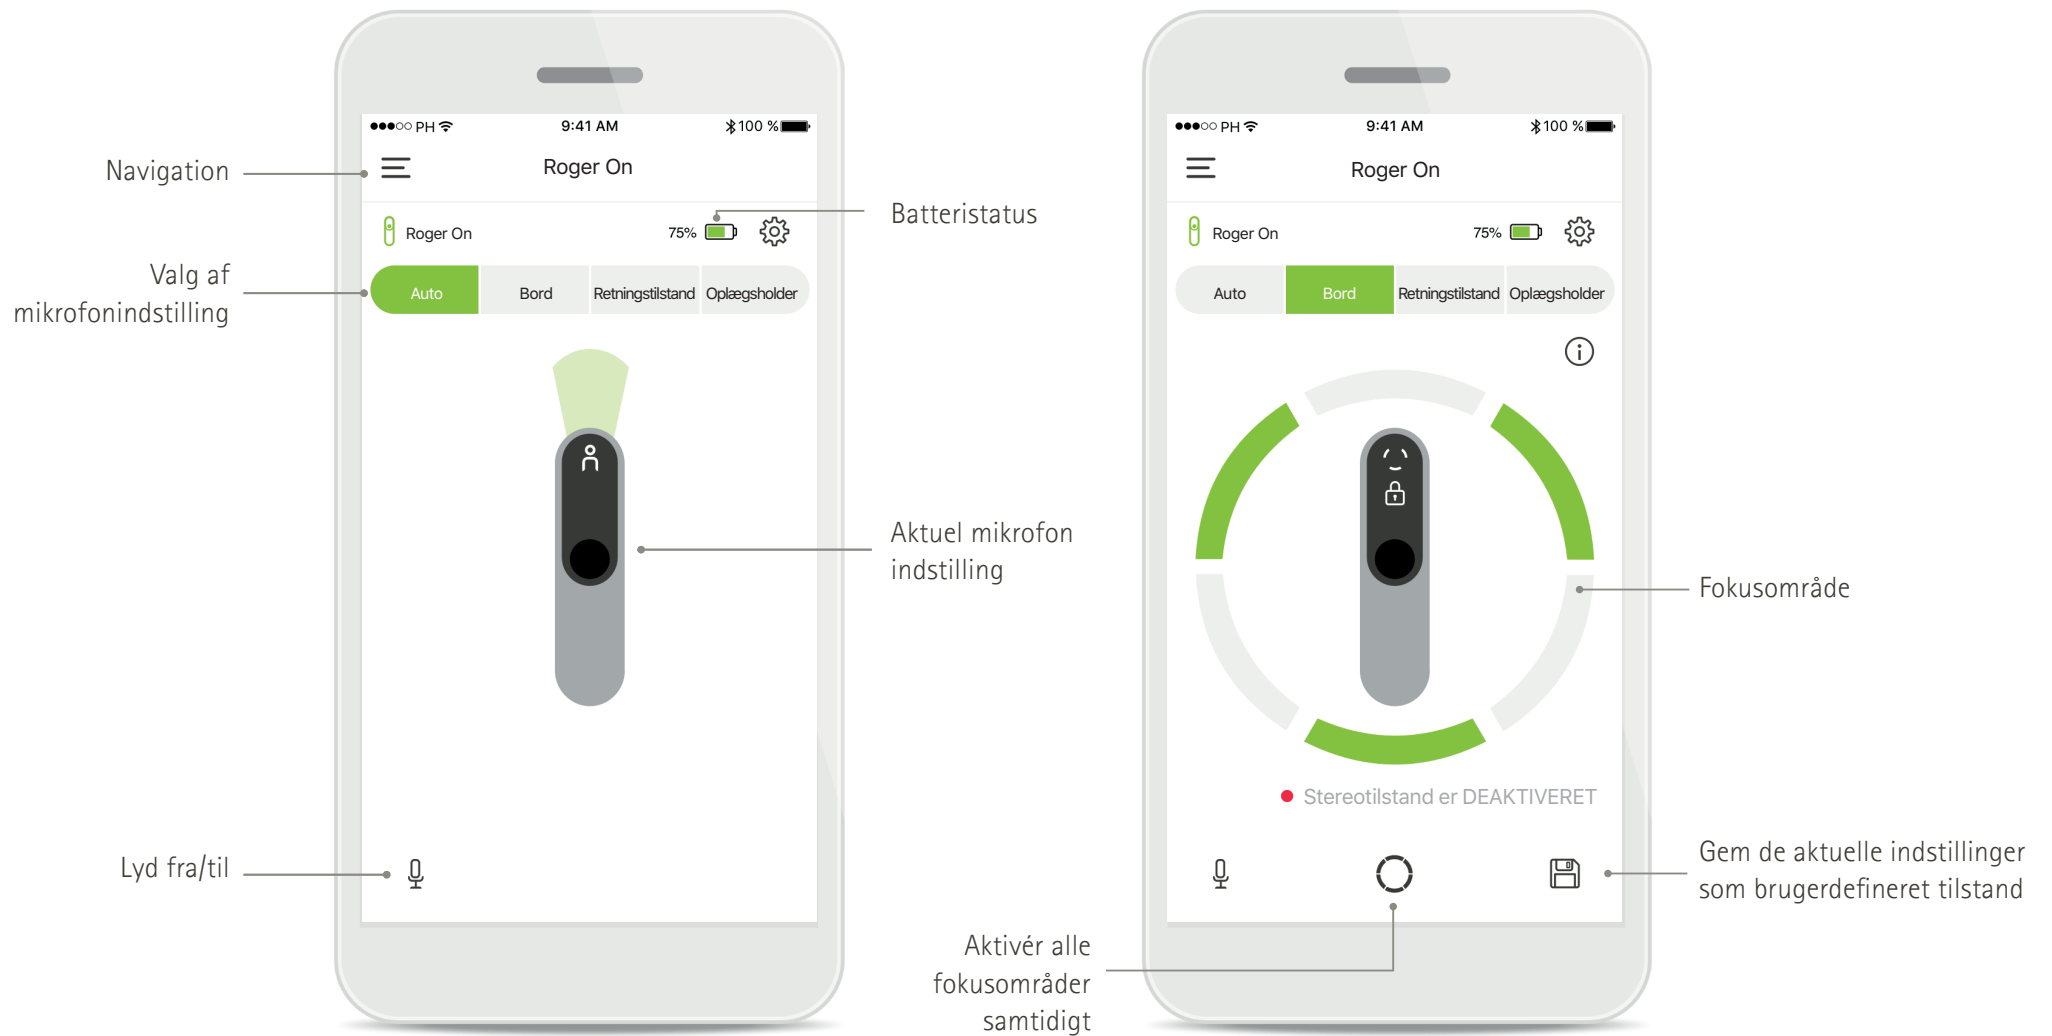 Navigation
Valg af
mikrofonindstilling
Lyd fra/til
PH
9:41 AM
100 %
Roger On
Roger On
75%
Auto
Bord
Retningstilstand
Oplægsholder
Batteristatus
Aktuel mikrofon
indstilling
Aktivér alle
fokusområder
samtidigt
PH
9:41 AM
100 %
Roger On
Roger On
75%
Auto
Bord
Retningstilstand
Oplægsholder
Stereotilstand er DEAKTIVERET
Fokusområde
Gem de aktuelle indstillinger
som brugerdefineret tilstand